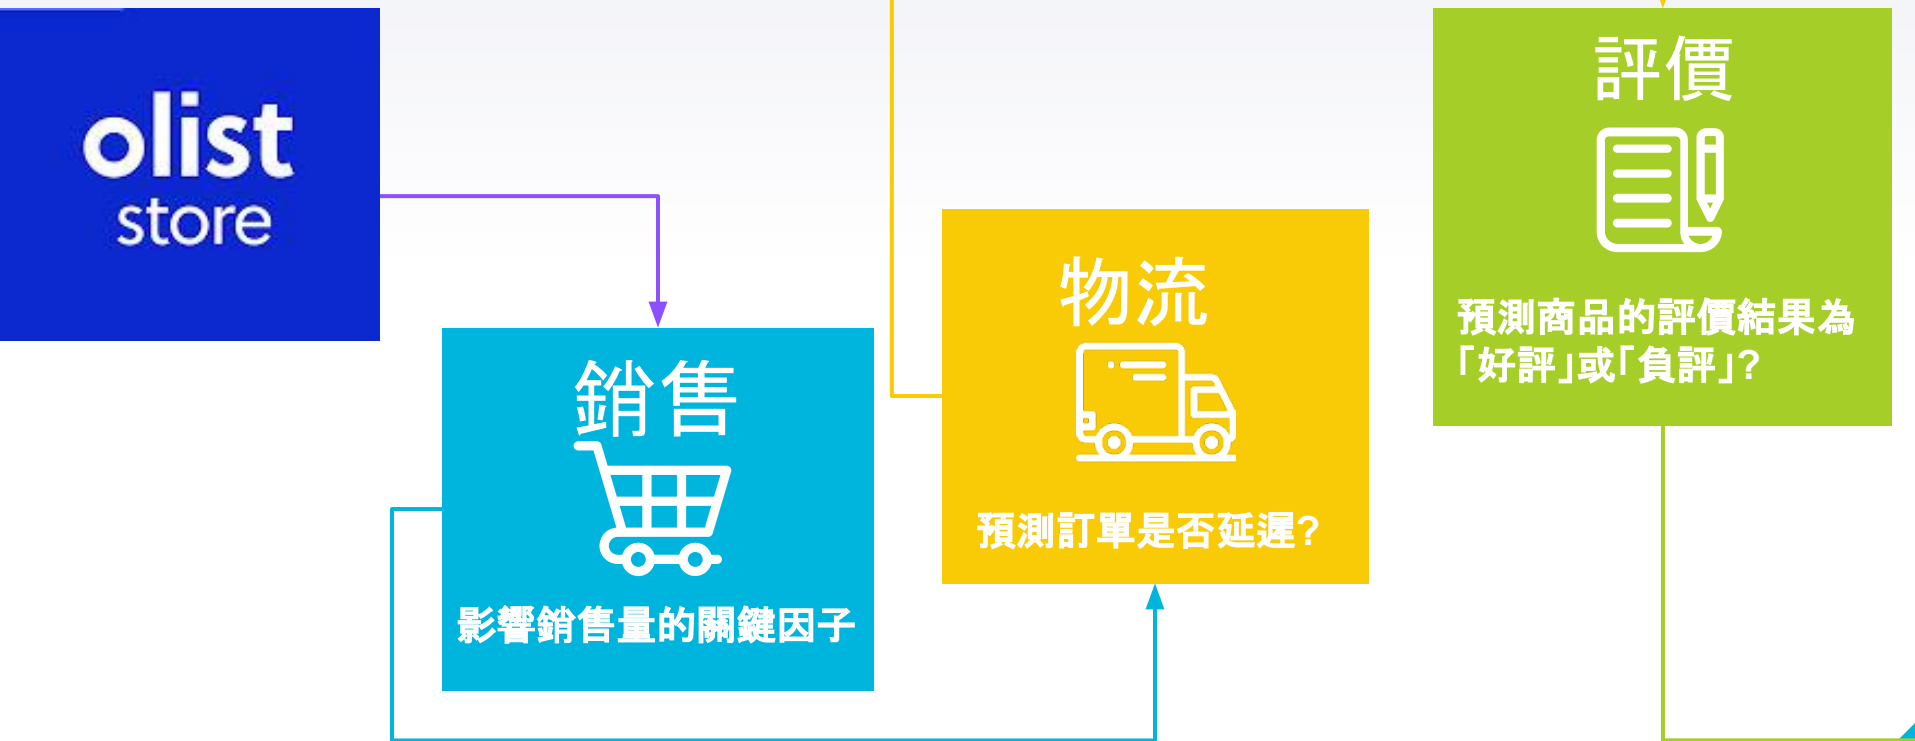 olist
store
銷售
影響銷售量的關鍵因子
物流
預測訂單是否延遲?
評價
預測商品的評價結果為
「好評」或「負評」?